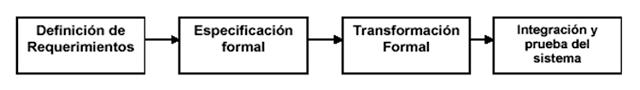 Definición de
Requerimientos
Especificación
formal
Transformación
Formal
Integración y
prueba del
sistema